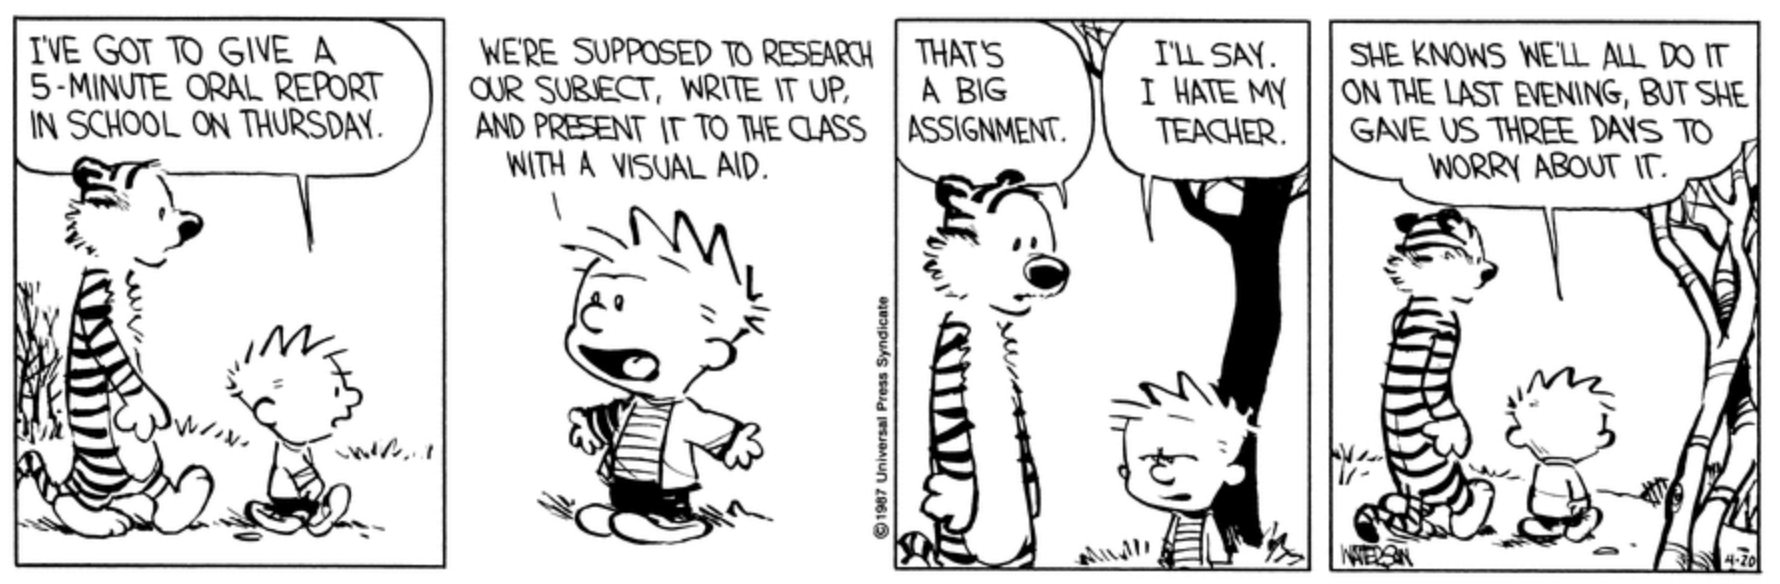 I'VE GOT TO GIVE A
5-MINUTE ORAL REPORT
IN SCHOOL ON THURSDAY.
WE'RE SUPPOSED TO RESEARCH
OUR SUBJECT, WRITE IT UP,
AND PRESENT IT TO THE CLASS
WITH A VISUAL AID.
©1987 Universal Press Syndicate
THAT'S
A BIG
ASSIGNMENT.
I'LL SAY.
I HATE MY
TEACHER.
SHE KNOWS WE'LL ALL DO IT
ON THE LAST EVENING, BUT SHE
GAVE US THREE DAYS TO
WORRY ABOUT IT.
WATTERSON
4-20